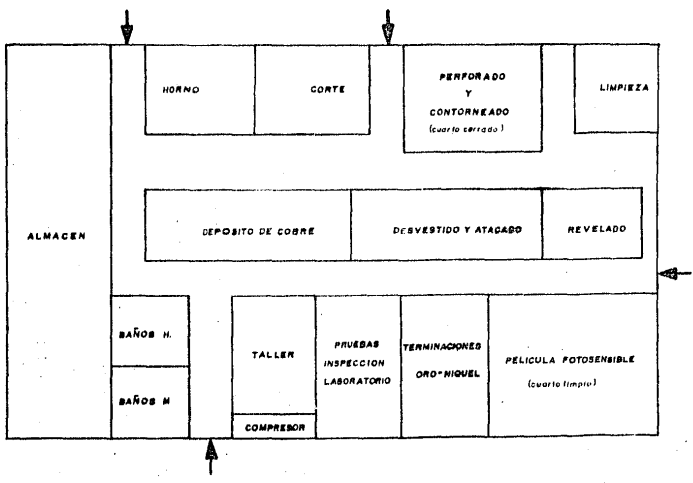 HORNO
CORTE
PERFORADO
Y
CONTORNEADO
(cuarto cerrado)
LIMPIEZA
ALMACEN
DEPOSITO DE COBRE
DESVESTIDO Y ATACADO
REVELADO
BAÑOS H.
BAÑOS M
TALLER
COMPRESOR
PRUEBAS
INSPECCION
LABORATORIO
TERMINACIONES
ORO-NIQUEL
PELICULA FOTOSENSIBLE
(cuarto limpio)